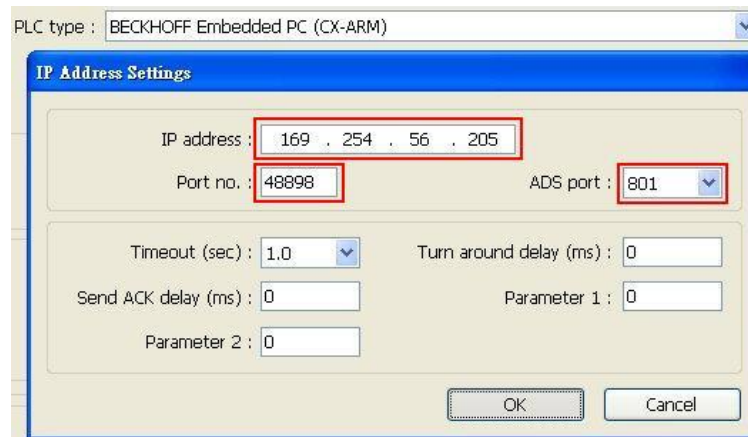 PLC type : BECKHOFF Embedded PC (CX-ARM)
IP Address Settings
IP address : 169 . 254 . 56 . 205
Port no. : 48898 ADS port : 801
Timeout (sec) : 1.0 Turn around delay (ms) : 0
Send ACK delay (ms) : 0 Parameter 1 : 0
Parameter 2 : 0
OK Cancel